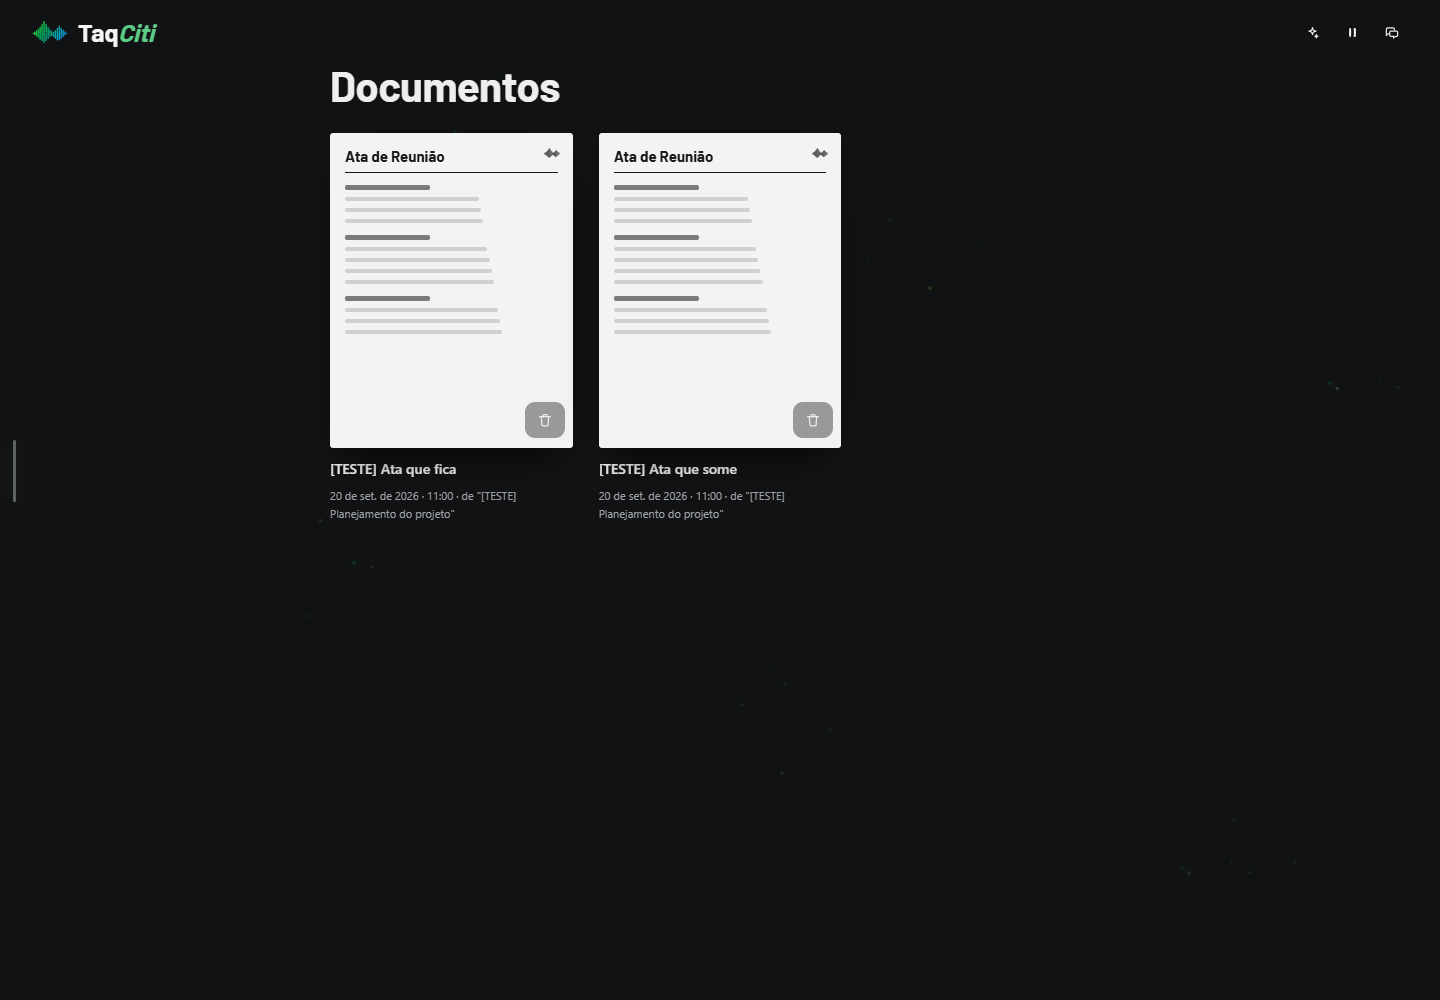 TaqCiti
Documentos
Ata de Reunião
Ata de Reunião
[TESTE] Ata que fica
20 de set. de 2026 · 11:00 · de "[TESTE]
Planejamento do projeto"
[TESTE] Ata que some
20 de set. de 2026 · 11:00 · de "[TESTE]
Planejamento do projeto"